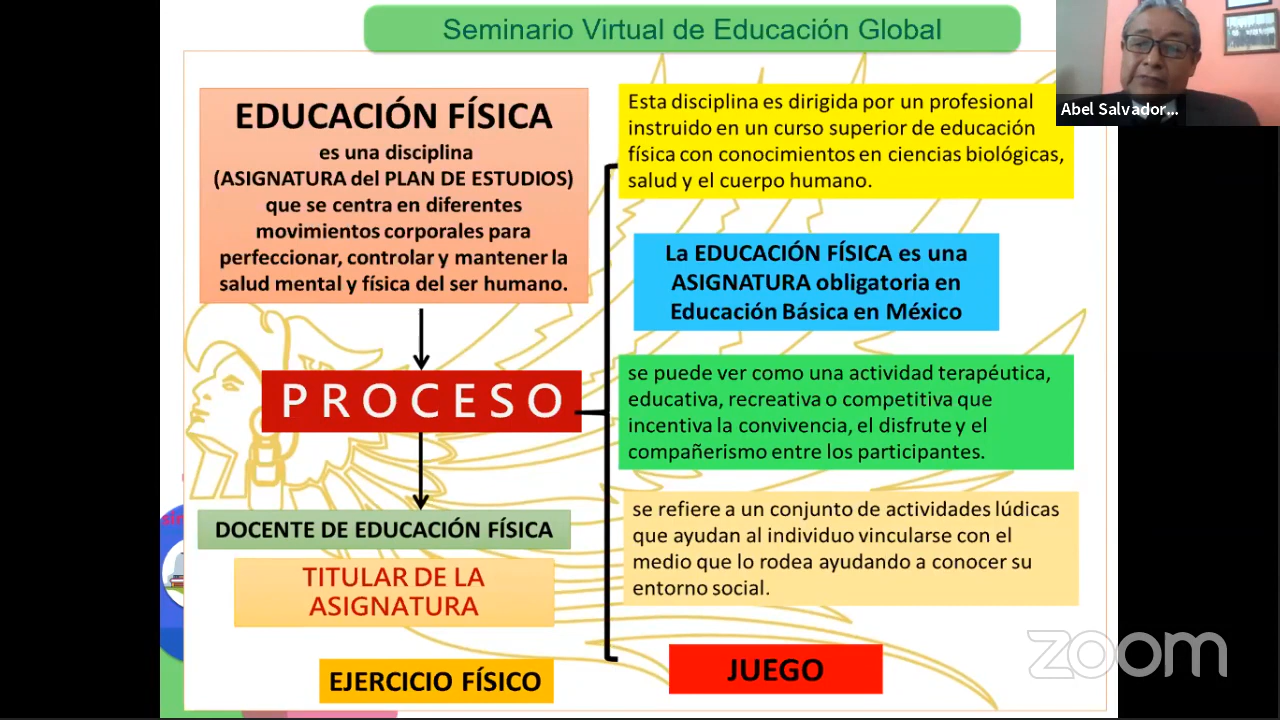 Seminario Virtual de Educación Global
EDUCACIÓN FÍSICA
es una disciplina
(ASIGNATURA del PLAN DE ESTUDIOS)
que se centra en diferentes
movimientos corporales para
perfeccionar, controlar y mantener la
salud mental y física del ser humano.
PROCESO
DOCENTE DE EDUCACIÓN FÍSICA
TITULAR DE LA
ASIGNATURA
EJERCICIO FÍSICO
Esta disciplina es dirigida por un profesional
instruido en un curso superior de educación
física con conocimientos en ciencias biológicas,
salud y el cuerpo humano.
La EDUCACIÓN FÍSICA es una
ASIGNATURA obligatoria en
Educación Básica en México
se puede ver como una actividad terapéutica,
educativa, recreativa o competitiva que
incentiva la convivencia, el disfrute y el
compañerismo entre los participantes.
se refiere a un conjunto de actividades lúdicas
que ayudan al individuo vincularse con el
medio que lo rodea ayudando a conocer su
entorno social.
JUEGO
Abel Salvador...
zoom